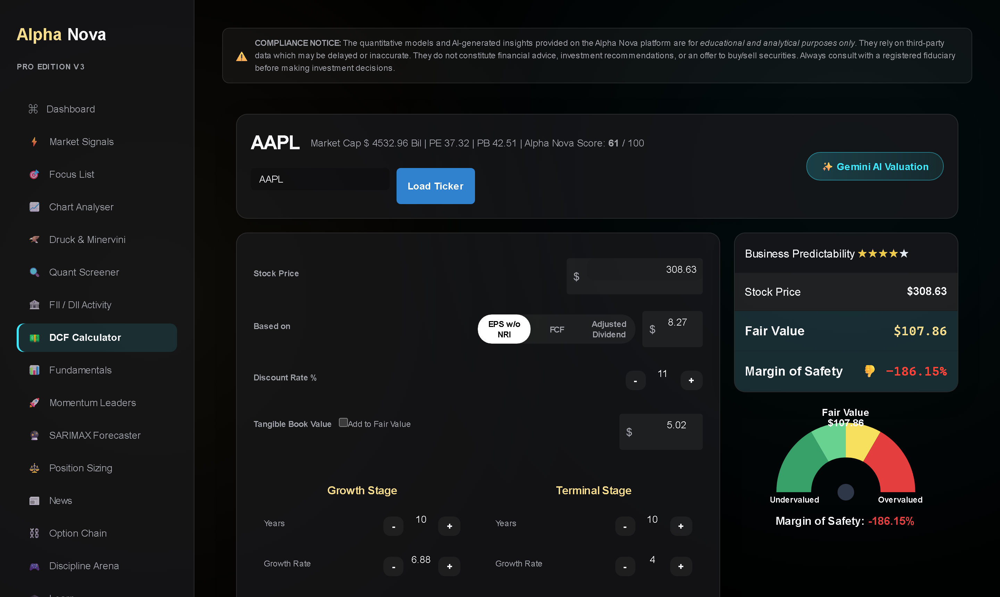 Alpha Nova
PRO EDITION V3
Dashboard
Market Signals
Focus List
Chart Analyser
Druck & Minervini
Quant Screener
FII / DII Activity
DCF Calculator
Fundamentals
Momentum Leaders
SARIMAX Forecaster
Position Sizing
News
Option Chain
Discipline Arena
COMPLIANCE NOTICE: The quantitative models and AI-generated insights provided on the Alpha Nova platform are for educational and analytical purposes only. They rely on third-party
data which may be delayed or inaccurate. They do not constitute financial advice, investment recommendations, or an offer to buy/sell securities. Always consult with a registered fiduciary
before making investment decisions.
AAPL Market Cap $ 4532.96 Bil | PE 37.32 | PB 42.51 | Alpha Nova Score: 61 / 100
AAPL
Load Ticker
Gemini AI Valuation
Stock Price
$ 308.63
Based on
EPS w/o
NRI
FCF
Adjusted
Dividend
$ 8.27
Discount Rate %
- 11 +
Tangible Book Value Add to Fair Value
$ 5.02
Growth Stage
Years - 10 +
Growth Rate - 6.88 +
Terminal Stage
Years - 10 +
Growth Rate - 4 +
Business Predictability ★★★★★
Stock Price $308.63
Fair Value $107.86
Margin of Safety -186.15%
Fair Value
$107.86
Undervalued
Overvalued
Margin of Safety: -186.15%